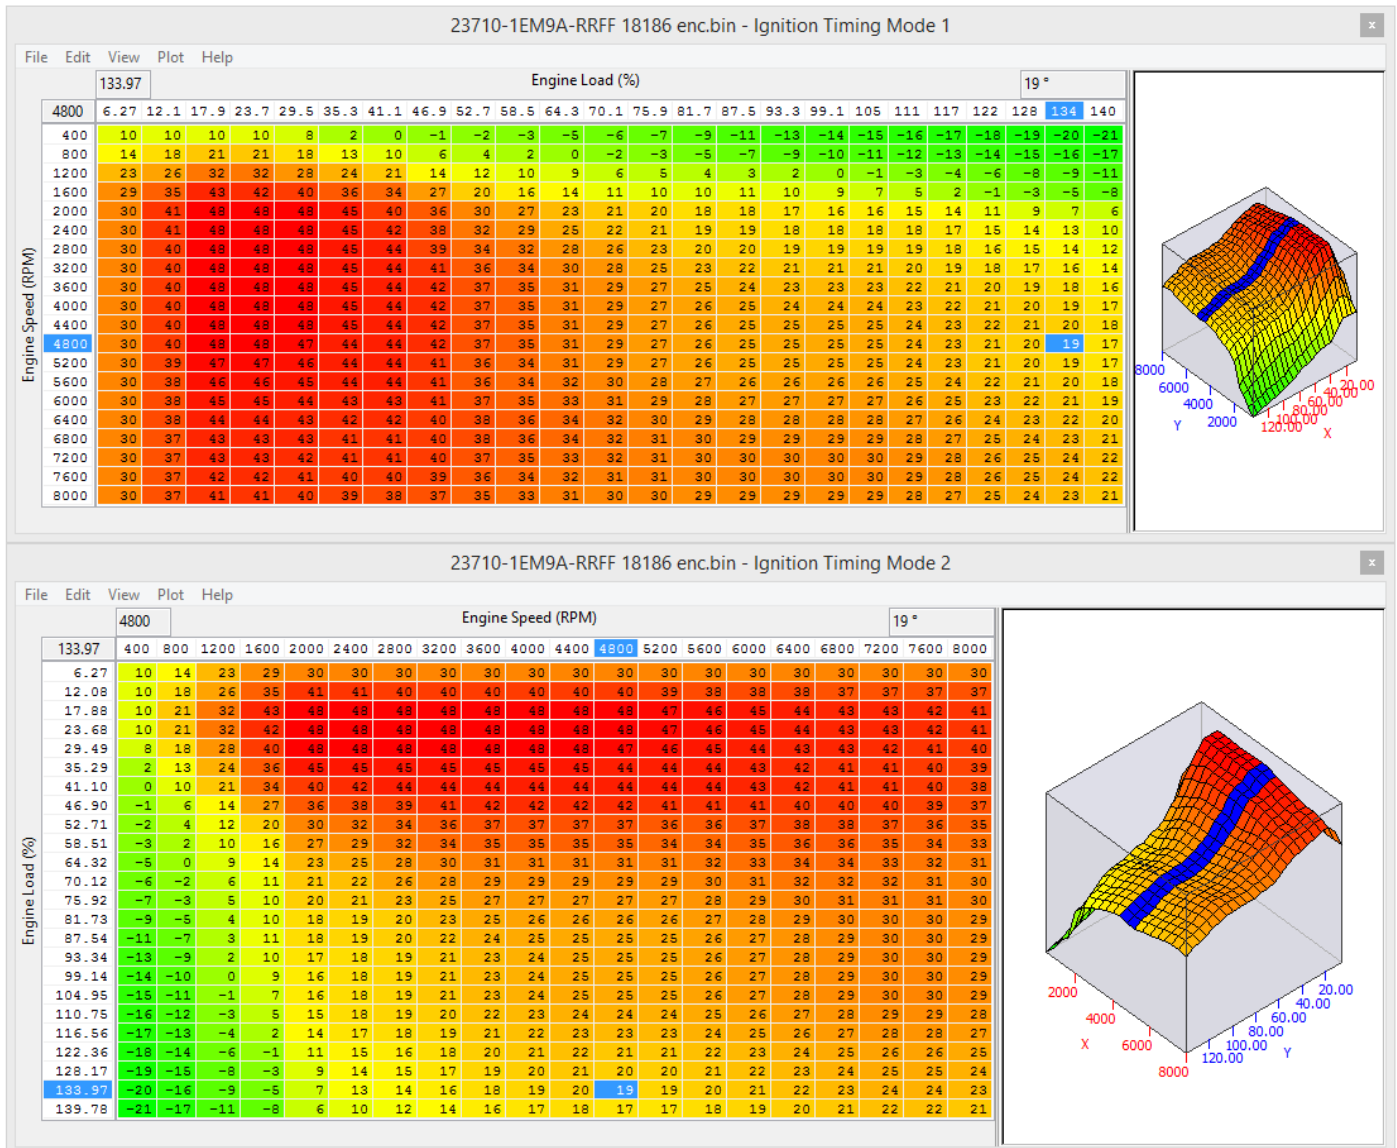 23710-1EM9A-RRFF 18186 enc.bin - Ignition Timing Mode 1
x
File Edit View Plot Help
133.97 Engine Load (%) 19 °
4800 6.27 12.1 17.9 23.7 29.5 35.3 41.1 46.9 52.7 58.5 64.3 70.1 75.9 81.7 87.5 93.3 99.1 105 111 117 122 128 134 140
400 10 10 10 10 8 2 0 -1 -2 -3 -5 -6 -7 -9 -11 -13 -14 -15 -16 -17 -18 -19 -20 -21
800 14 18 21 21 18 13 10 6 4 2 0 -2 -3 -5 -7 -9 -10 -11 -12 -13 -14 -15 -16 -17
1200 23 26 32 32 28 24 21 14 12 10 9 6 5 4 3 2 0 -1 -3 -4 -6 -8 -9 -11
1600 29 35 43 42 40 36 34 27 20 16 14 11 10 10 11 10 9 7 5 2 -1 -3 -5 -8
2000 30 41 48 48 48 45 40 36 30 27 23 21 20 18 18 17 16 16 15 14 11 9 7 6
2400 30 41 48 48 48 45 42 38 32 29 25 22 21 19 19 18 18 18 18 17 15 14 13 10
2800 30 40 48 48 48 45 44 39 34 32 28 26 23 20 20 19 19 19 19 18 16 15 14 12
3200 30 40 48 48 48 45 44 41 36 34 30 28 25 23 22 21 21 21 20 19 18 17 16 14
3600 30 40 48 48 48 45 44 42 37 35 31 29 27 25 24 23 23 23 22 21 20 19 18 16
4000 30 40 48 48 48 45 44 42 37 35 31 29 27 26 25 24 24 24 23 22 21 20 19 17
4400 30 40 48 48 48 45 44 42 37 35 31 29 27 26 25 25 25 25 24 23 22 21 20 18
4800 30 40 48 48 47 44 44 42 37 35 31 29 27 26 25 25 25 25 24 23 21 20 19 17
5200 30 39 47 47 46 44 44 41 36 34 31 29 27 26 25 25 25 25 24 23 21 20 19 17
5600 30 38 46 46 45 44 44 41 36 34 32 30 28 27 26 26 26 26 25 24 22 21 20 18
6000 30 38 45 45 44 43 43 41 37 35 33 31 29 28 27 27 27 27 26 25 23 22 21 19
6400 30 38 44 44 43 42 42 40 38 36 34 32 30 29 28 28 28 28 27 26 24 23 22 20
6800 30 37 43 43 43 41 41 40 38 36 34 32 31 30 29 29 29 29 28 27 25 24 23 21
7200 30 37 43 43 42 41 41 40 37 35 33 32 31 30 30 30 30 30 29 28 26 25 24 22
7600 30 37 42 42 41 40 40 39 36 34 32 31 31 30 30 30 30 30 29 28 26 25 24 22
8000 30 37 41 41 40 39 38 37 35 33 31 30 30 29 29 29 29 29 28 27 25 24 23 21
Engine Speed (RPM)
8000 6000 4000 2000 Y
120.00 100.00 80.00 60.00 40.00 20.00 X
23710-1EM9A-RRFF 18186 enc.bin - Ignition Timing Mode 2
x
File Edit View Plot Help
4800 Engine Speed (RPM) 19 °
133.97 400 800 1200 1600 2000 2400 2800 3200 3600 4000 4400 4800 5200 5600 6000 6400 6800 7200 7600 8000
6.27 10 14 23 29 30 30 30 30 30 30 30 30 30 30 30 30 30 30 30 30
12.08 10 18 26 35 41 41 40 40 40 40 40 40 39 38 38 38 37 37 37 37
17.88 10 21 32 43 48 48 48 48 48 48 48 48 47 46 45 44 43 43 42 41
23.68 10 21 32 42 48 48 48 48 48 48 48 48 47 46 45 44 43 43 42 41
29.49 8 18 28 40 48 48 48 48 48 48 48 47 46 45 44 43 43 42 41 40
35.29 2 13 24 36 45 45 45 45 45 45 45 44 44 44 43 42 41 41 40 39
41.10 0 10 21 34 40 42 44 44 44 44 44 44 44 44 43 42 41 41 40 38
46.90 -1 6 14 27 36 38 39 41 42 42 42 42 41 41 41 40 40 40 39 37
52.71 -2 4 12 20 30 32 34 36 37 37 37 37 36 36 37 38 38 37 36 35
58.51 -3 2 10 16 27 29 32 34 35 35 35 35 34 34 35 36 36 35 34 33
64.32 -5 0 9 14 23 25 28 30 31 31 31 31 31 32 33 34 34 33 32 31
70.12 -6 -2 6 11 21 22 26 28 29 29 29 29 29 30 31 32 32 32 31 30
75.92 -7 -3 5 10 20 21 23 25 27 27 27 27 27 28 29 30 31 31 31 30
81.73 -9 -5 4 10 18 19 20 23 25 26 26 26 26 27 28 29 30 30 30 29
87.54 -11 -7 3 11 18 19 20 22 24 25 25 25 25 26 27 28 29 30 30 29
93.34 -13 -9 2 10 17 18 19 21 23 24 25 25 25 26 27 28 29 30 30 29
99.14 -14 -10 0 9 16 18 19 21 23 24 25 25 25 26 27 28 29 30 30 29
104.95 -15 -11 -1 7 16 18 19 21 23 24 25 25 25 26 27 28 29 30 30 29
110.75 -16 -12 -3 5 15 18 19 20 22 23 24 24 24 25 26 27 28 29 29 28
116.56 -17 -13 -4 2 14 17 18 19 21 22 23 23 23 24 25 26 27 28 28 27
122.36 -18 -14 -6 -1 11 15 16 18 20 21 22 21 21 22 23 24 25 26 26 25
128.17 -19 -15 -8 -3 9 14 15 17 19 20 21 20 20 21 22 23 24 25 25 24
133.97 -20 -16 -9 -5 7 13 14 16 18 19 20 19 19 20 21 22 23 24 24 23
139.78 -21 -17 -11 -8 6 10 12 14 16 17 18 17 17 18 19 20 21 22 22 21
Engine Load (%)
2000 4000 6000 8000 X
120.00 100.00 80.00 60.00 40.00 20.00 Y